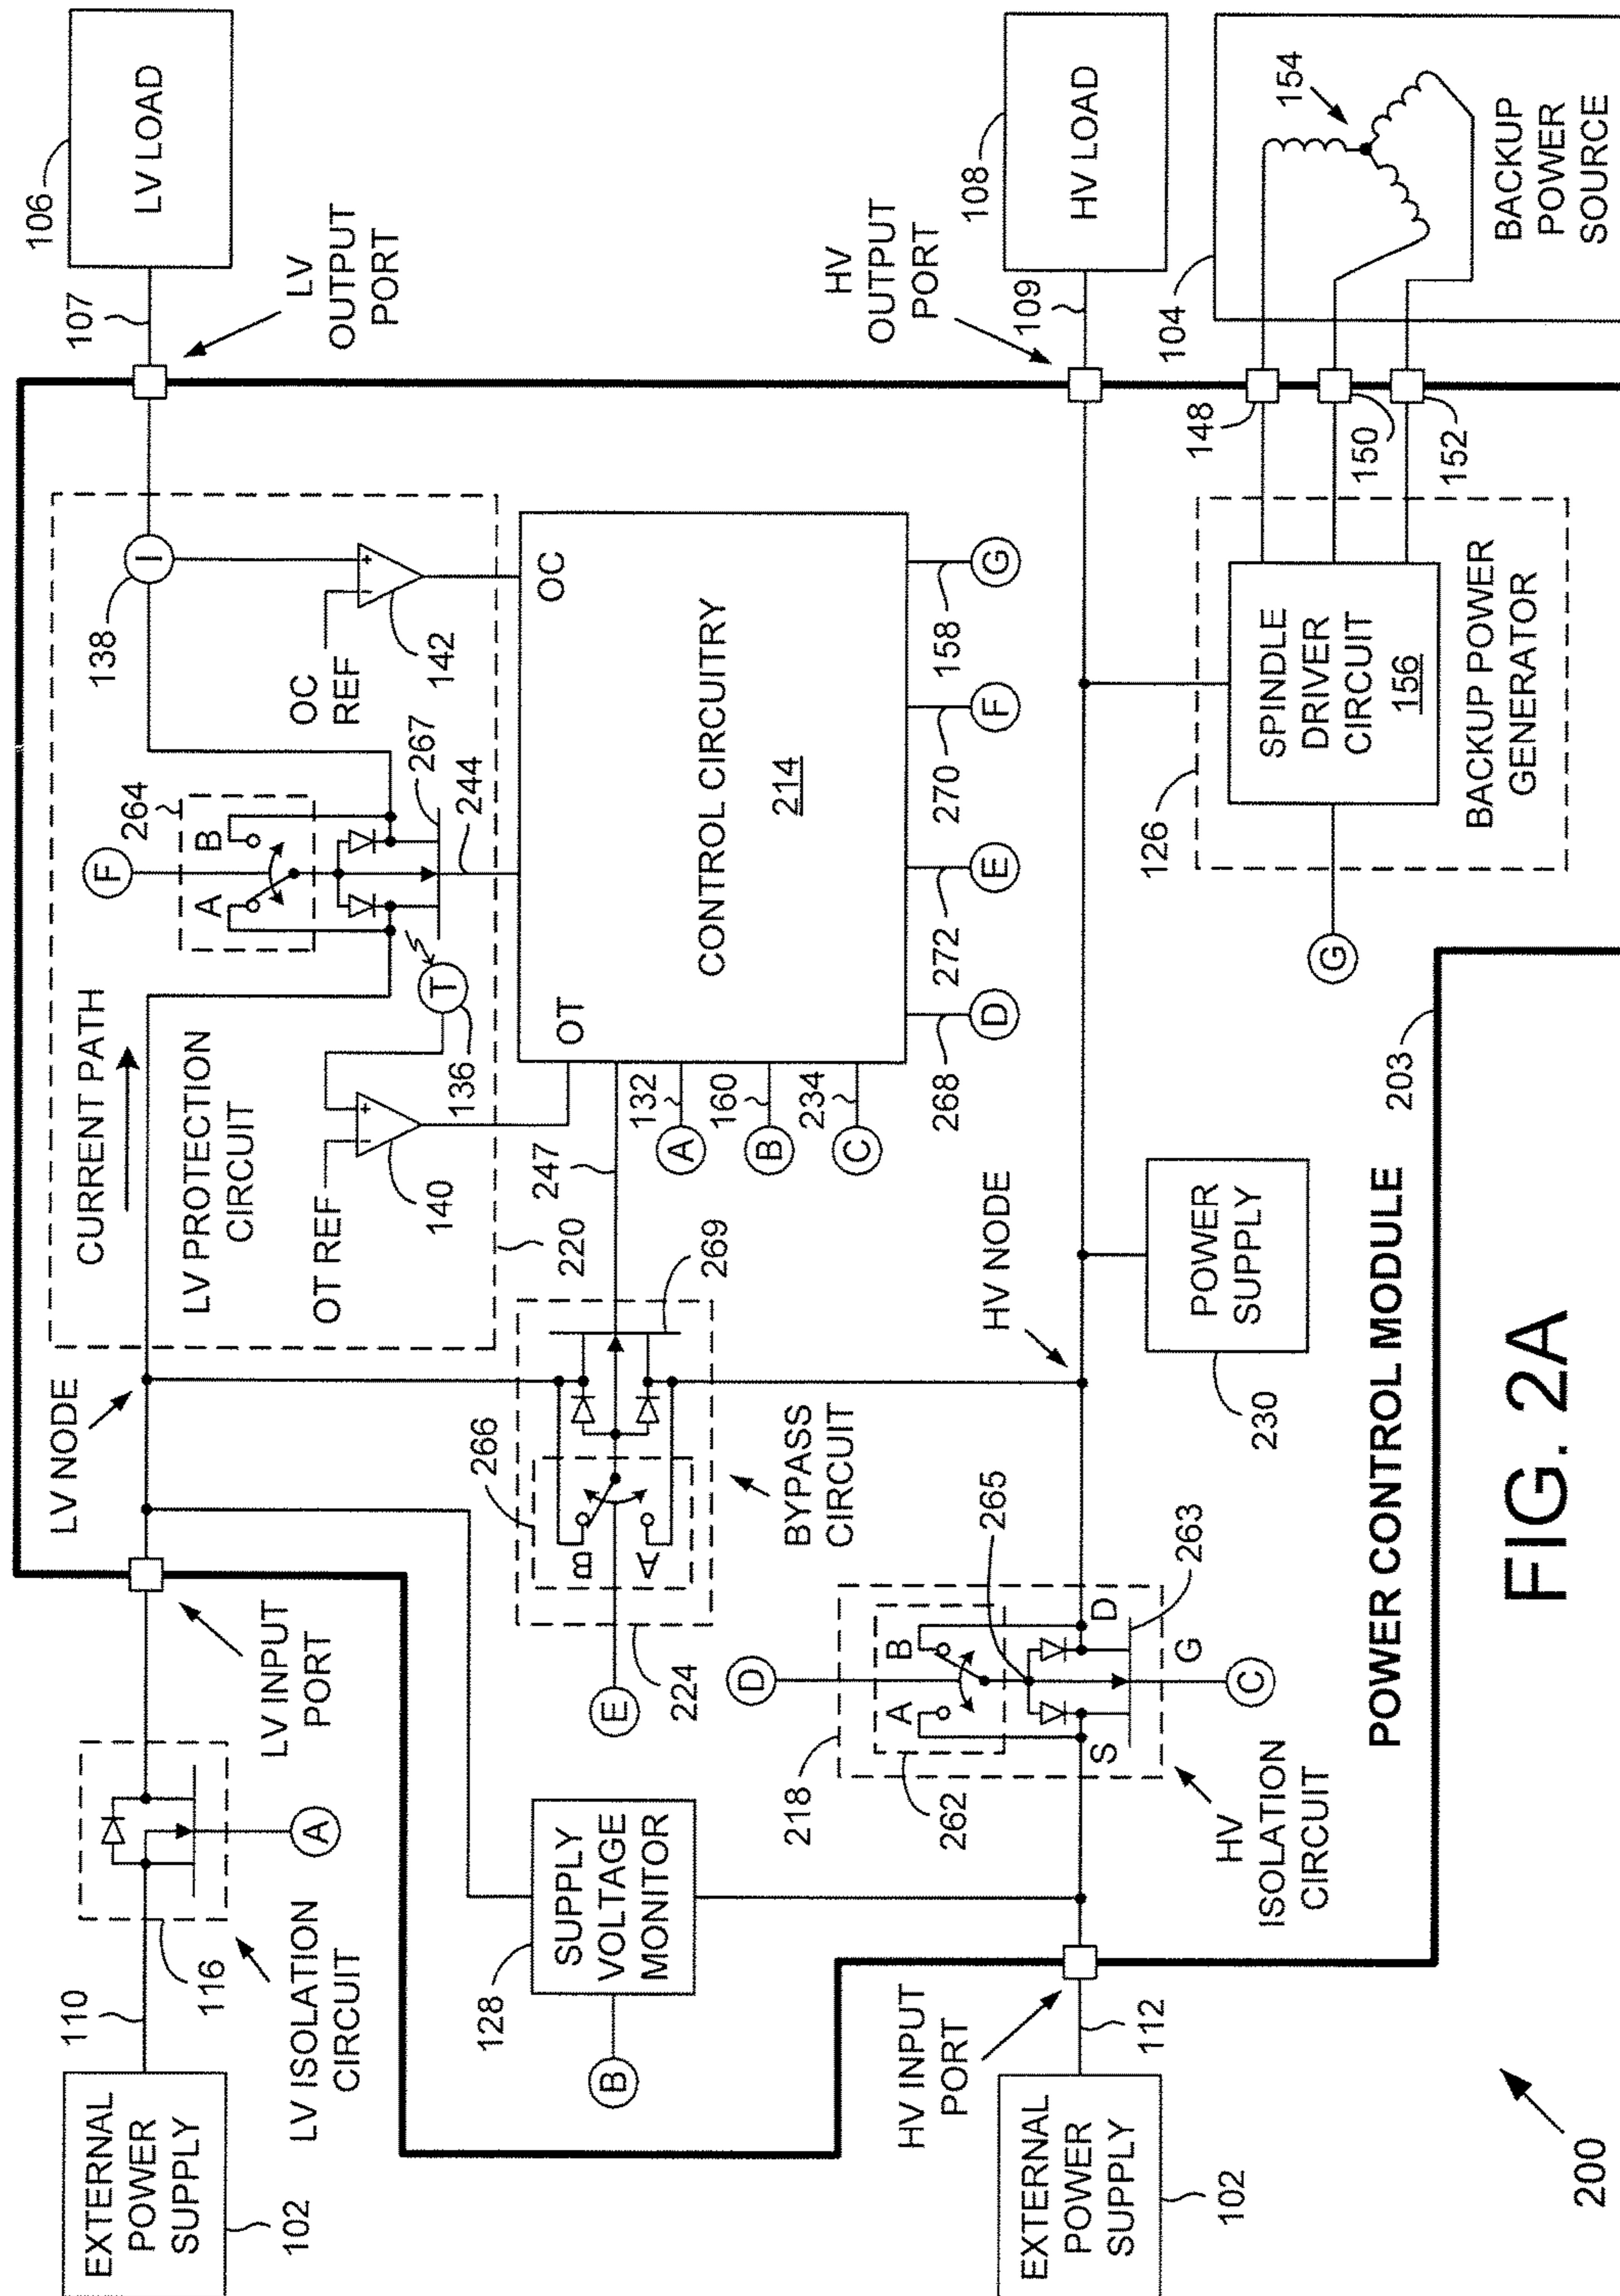 EXTERNAL
POWER
SUPPLY
102
110
116
LV ISOLATION
CIRCUIT
A
LV INPUT
PORT
LV NODE
CURRENT PATH
LV PROTECTION
CIRCUIT
OT REF
+
-
140
136
T
220
F
264
A
B
267
244
OC
REF
+
-
142
138
I
LV
OUTPUT
PORT
107
106
LV LOAD
128
SUPPLY
VOLTAGE
MONITOR
B
E
224
266
B
A
269
247
BYPASS
CIRCUIT
OT
OC
CONTROL CIRCUITRY
214
132
A
160
B
234
C
268
D
272
E
270
F
158
G
EXTERNAL
POWER
SUPPLY
102
112
HV INPUT
PORT
D
218
262
A
B
265
S
D
G
263
C
HV
ISOLATION
CIRCUIT
HV NODE
POWER
SUPPLY
230
HV
OUTPUT
PORT
109
108
HV LOAD
126
SPINDLE
DRIVER
CIRCUIT
156
G
BACKUP POWER
GENERATOR
148
150
152
104
154
BACKUP
POWER
SOURCE
POWER CONTROL MODULE
203
200
FIG. 2A